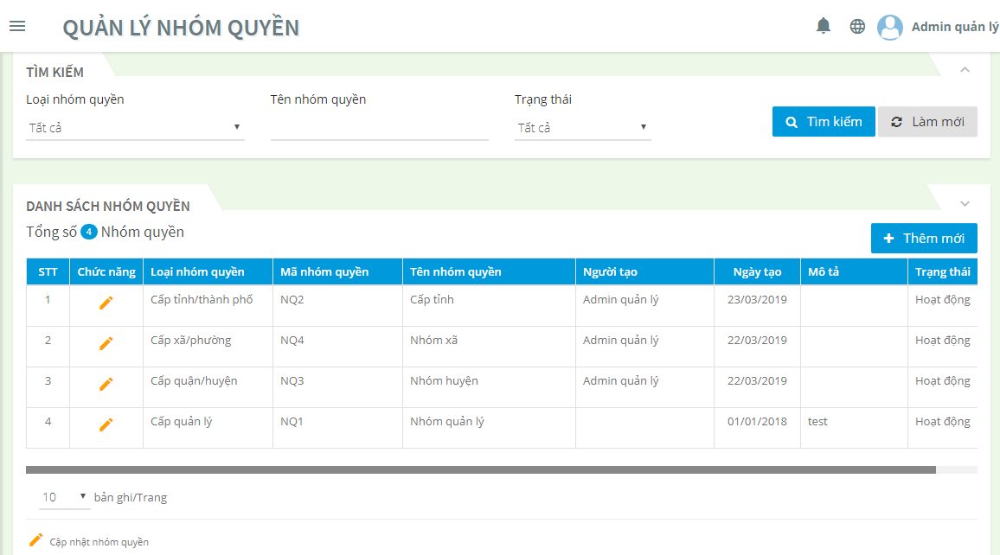 QUẢN LÝ NHÓM QUYỀN Admin quản lý
TÌM KIẾM
Loại nhóm quyền Tên nhóm quyền Trạng thái
Tất cả Tất cả Tìm kiếm Làm mới
DANH SÁCH NHÓM QUYỀN
Tổng số 4 Nhóm quyền Thêm mới
STT Chức năng Loại nhóm quyền Mã nhóm quyền Tên nhóm quyền Người tạo Ngày tạo Mô tả Trạng thái
1 Cấp tỉnh/thành phố NQ2 Cấp tỉnh Admin quản lý 23/03/2019 Hoạt động
2 Cấp xã/phường NQ4 Nhóm xã Admin quản lý 22/03/2019 Hoạt động
3 Cấp quận/huyện NQ3 Nhóm huyện Admin quản lý 22/03/2019 Hoạt động
4 Cấp quản lý NQ1 Nhóm quản lý 01/01/2018 test Hoạt động
10 bản ghi/Trang
Cập nhật nhóm quyền